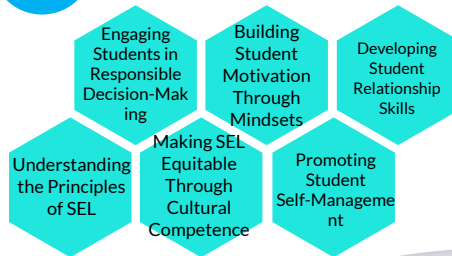 Engaging
Students in
Responsible
Decision-Mak
ing
Building
Student
Motivation
Through
Mindsets
Developing
Student
Relationship
Skills
Understanding
the Principles
of SEL
Making SEL
Equitable
Through
Cultural
Competence
Promoting
Student
Self-Manageme
nt